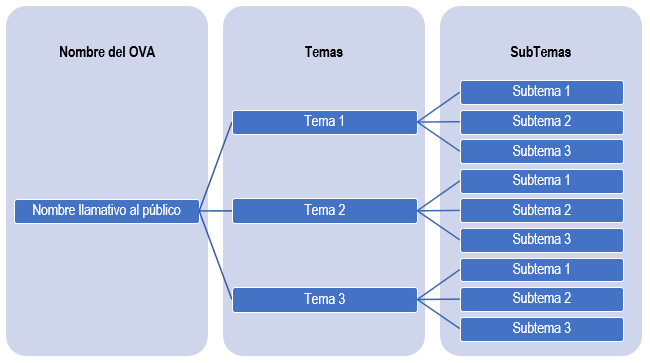 Nombre del OVA
Temas
SubTemas
Nombre llamativo al público
Tema 1
Subtema 1
Subtema 2
Subtema 3
Tema 2
Subtema 1
Subtema 2
Subtema 3
Tema 3
Subtema 1
Subtema 2
Subtema 3